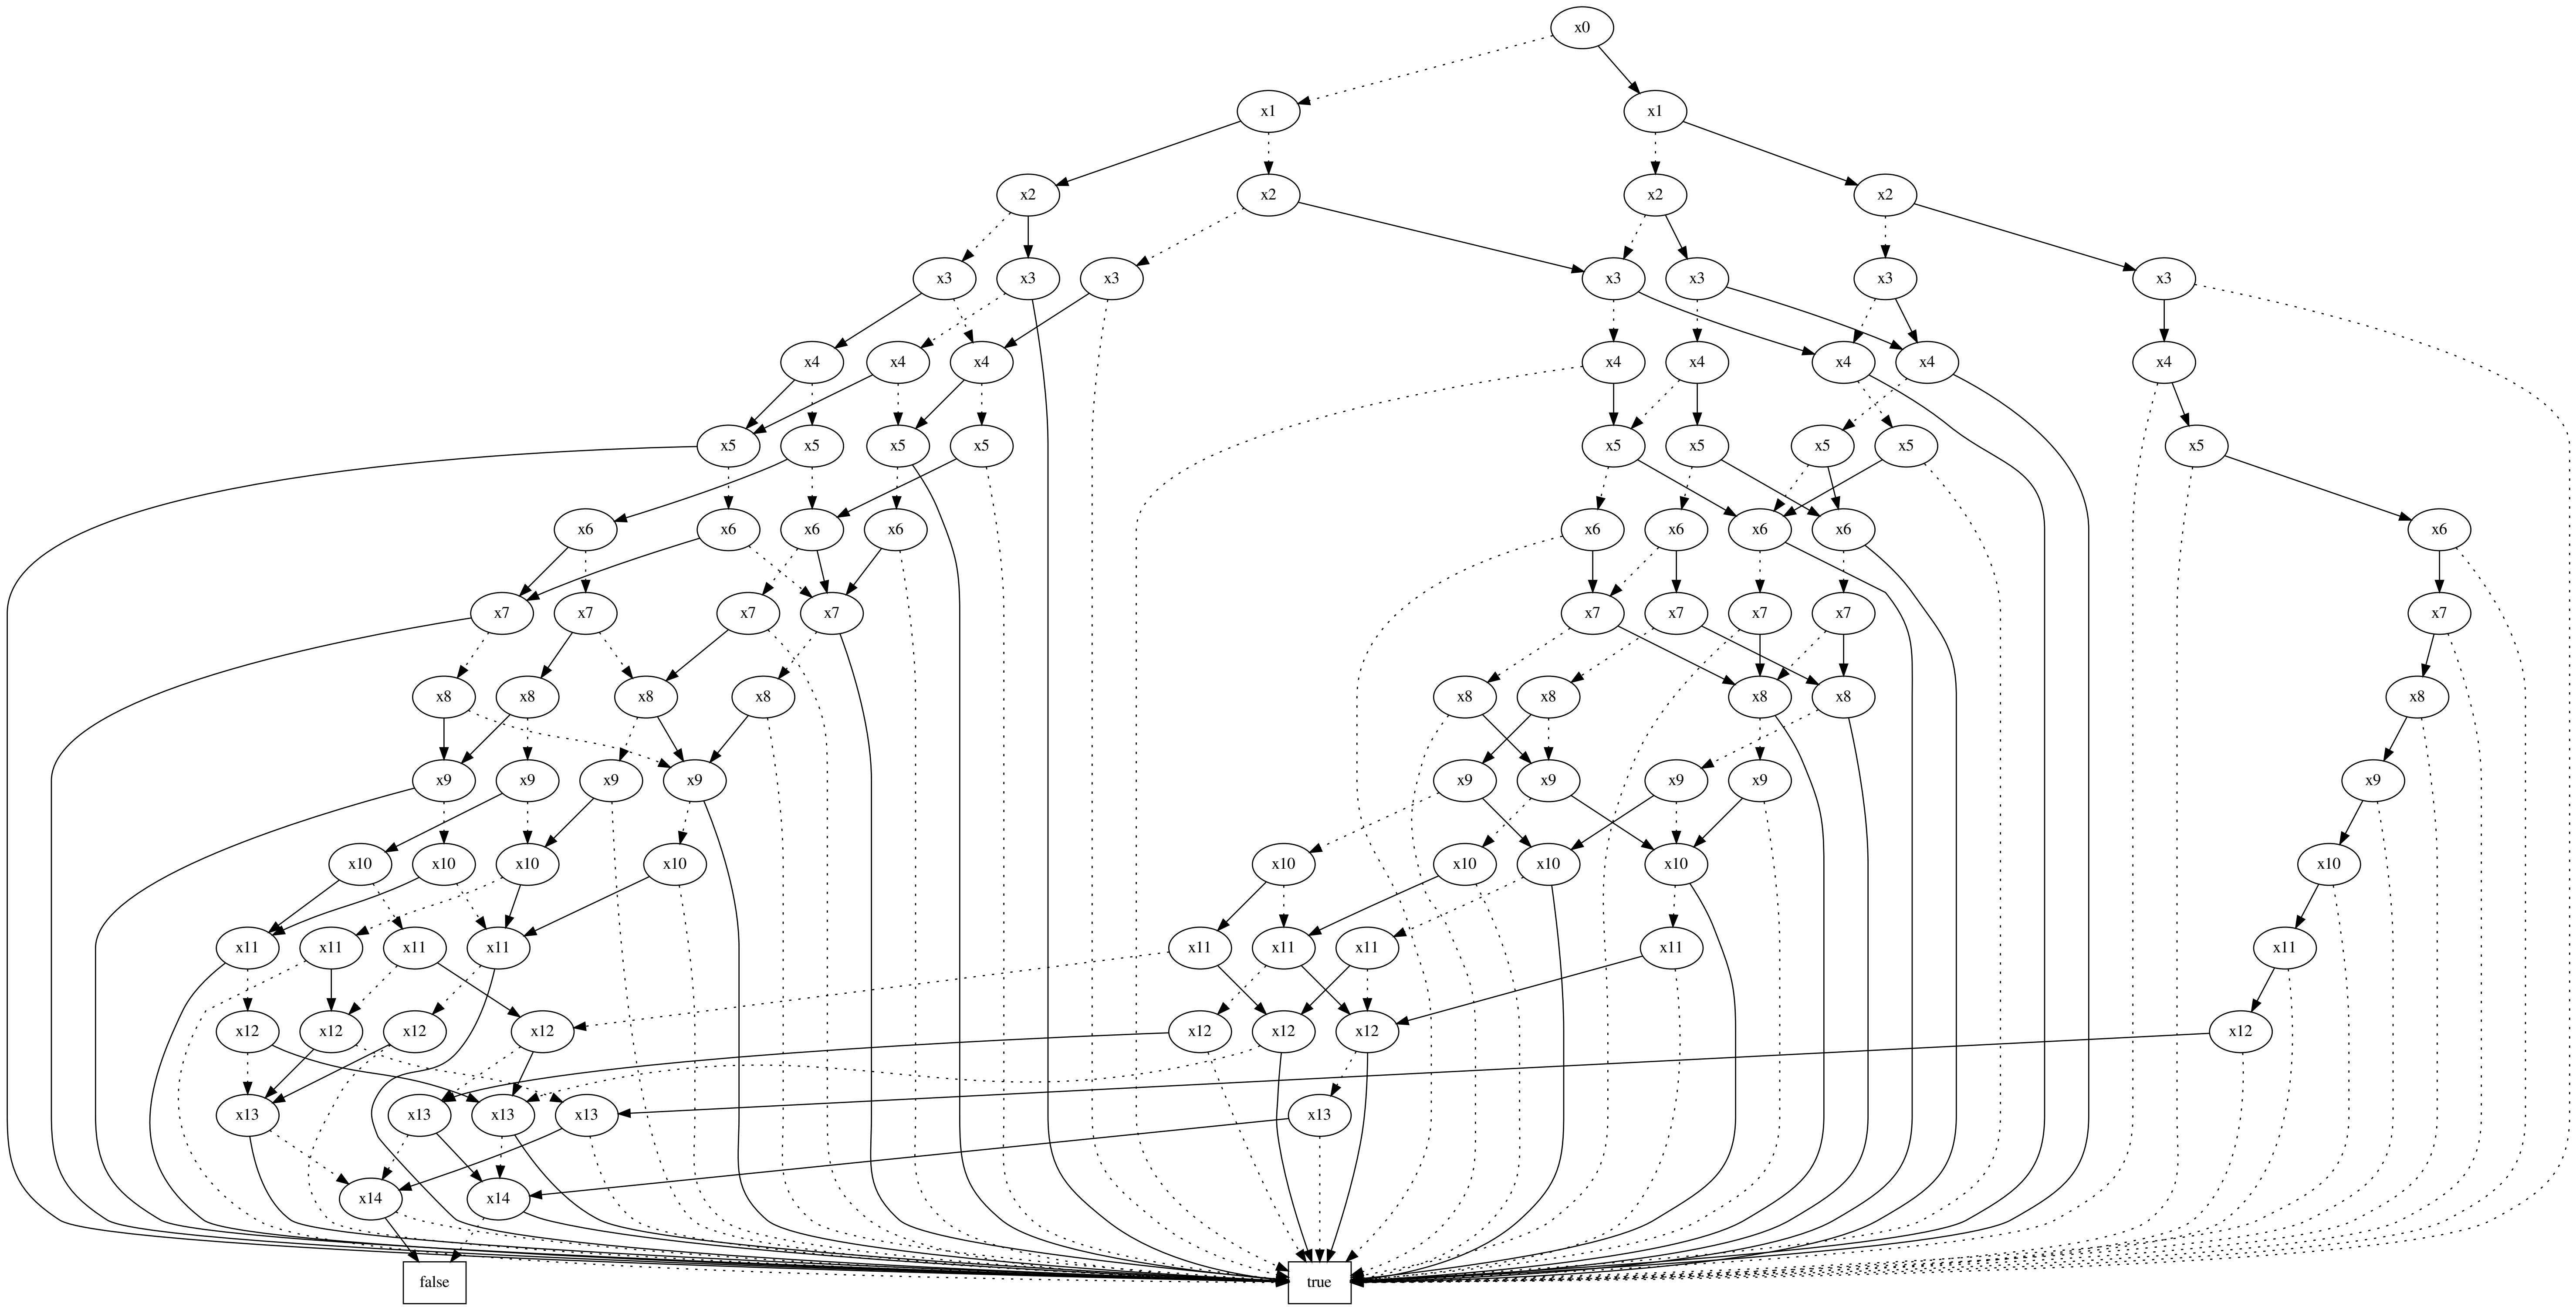 x0
x1 x1
x2 x2 x2 x2
x3 x3 x3 x3 x3 x3 x3
x4 x4 x4 x4 x4 x4 x4 x4
x5 x5 x5 x5 x5 x5 x5 x5 x5
x6 x6 x6 x6 x6 x6 x6 x6 x6
x7 x7 x7 x7 x7 x7 x7 x7 x7
x8 x8 x8 x8 x8 x8 x8 x8 x8
x9 x9 x9 x9 x9 x9 x9 x9 x9
x10 x10 x10 x10 x10 x10 x10 x10 x10
x11 x11 x11 x11 x11 x11 x11 x11 x11
x12 x12 x12 x12 x12 x12 x12 x12
x13 x13 x13 x13 x13
x14 x14
false true